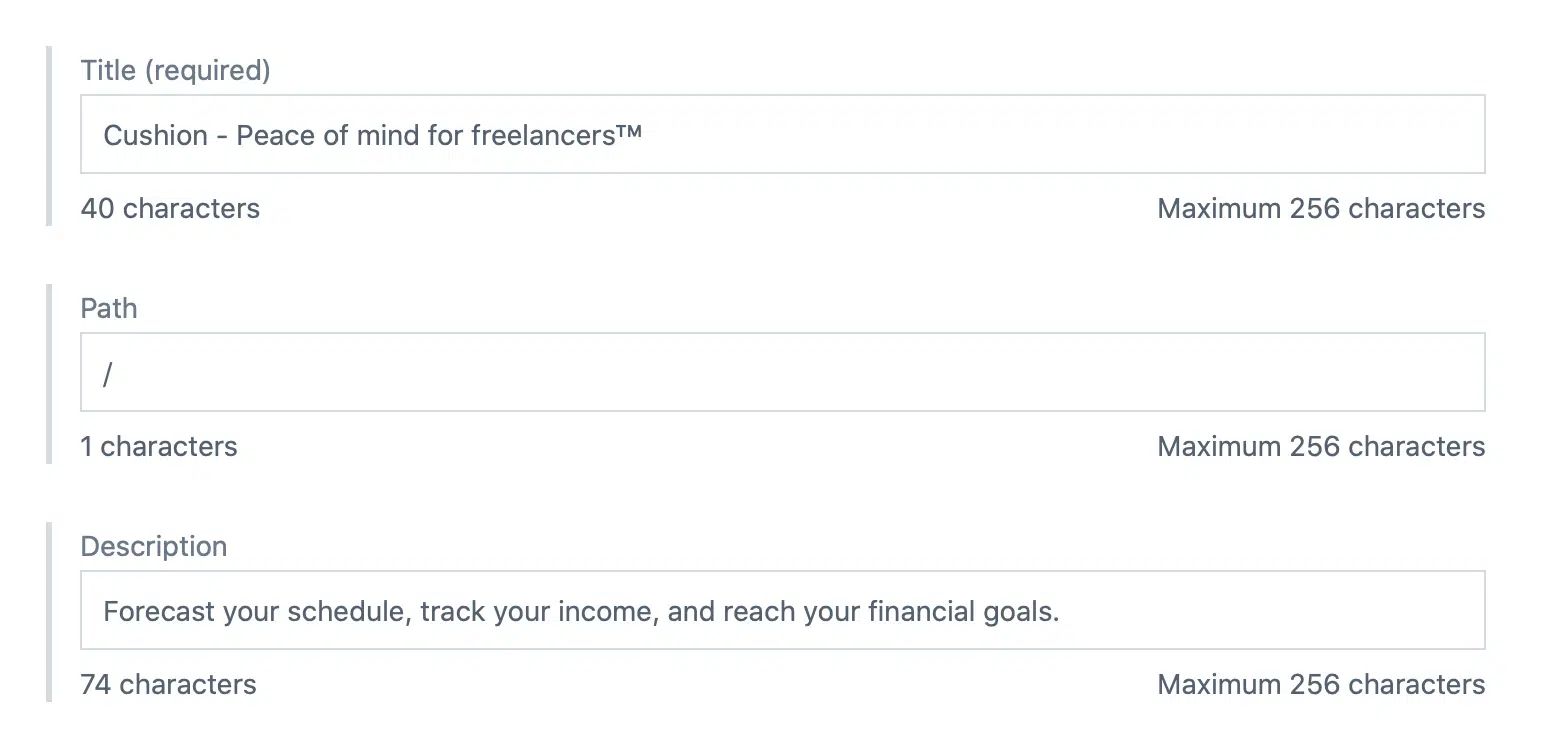 Title (required)
Cushion - Peace of mind for freelancers™
40 characters Maximum 256 characters
Path
/
1 characters Maximum 256 characters
Description
Forecast your schedule, track your income, and reach your financial goals.
74 characters Maximum 256 characters